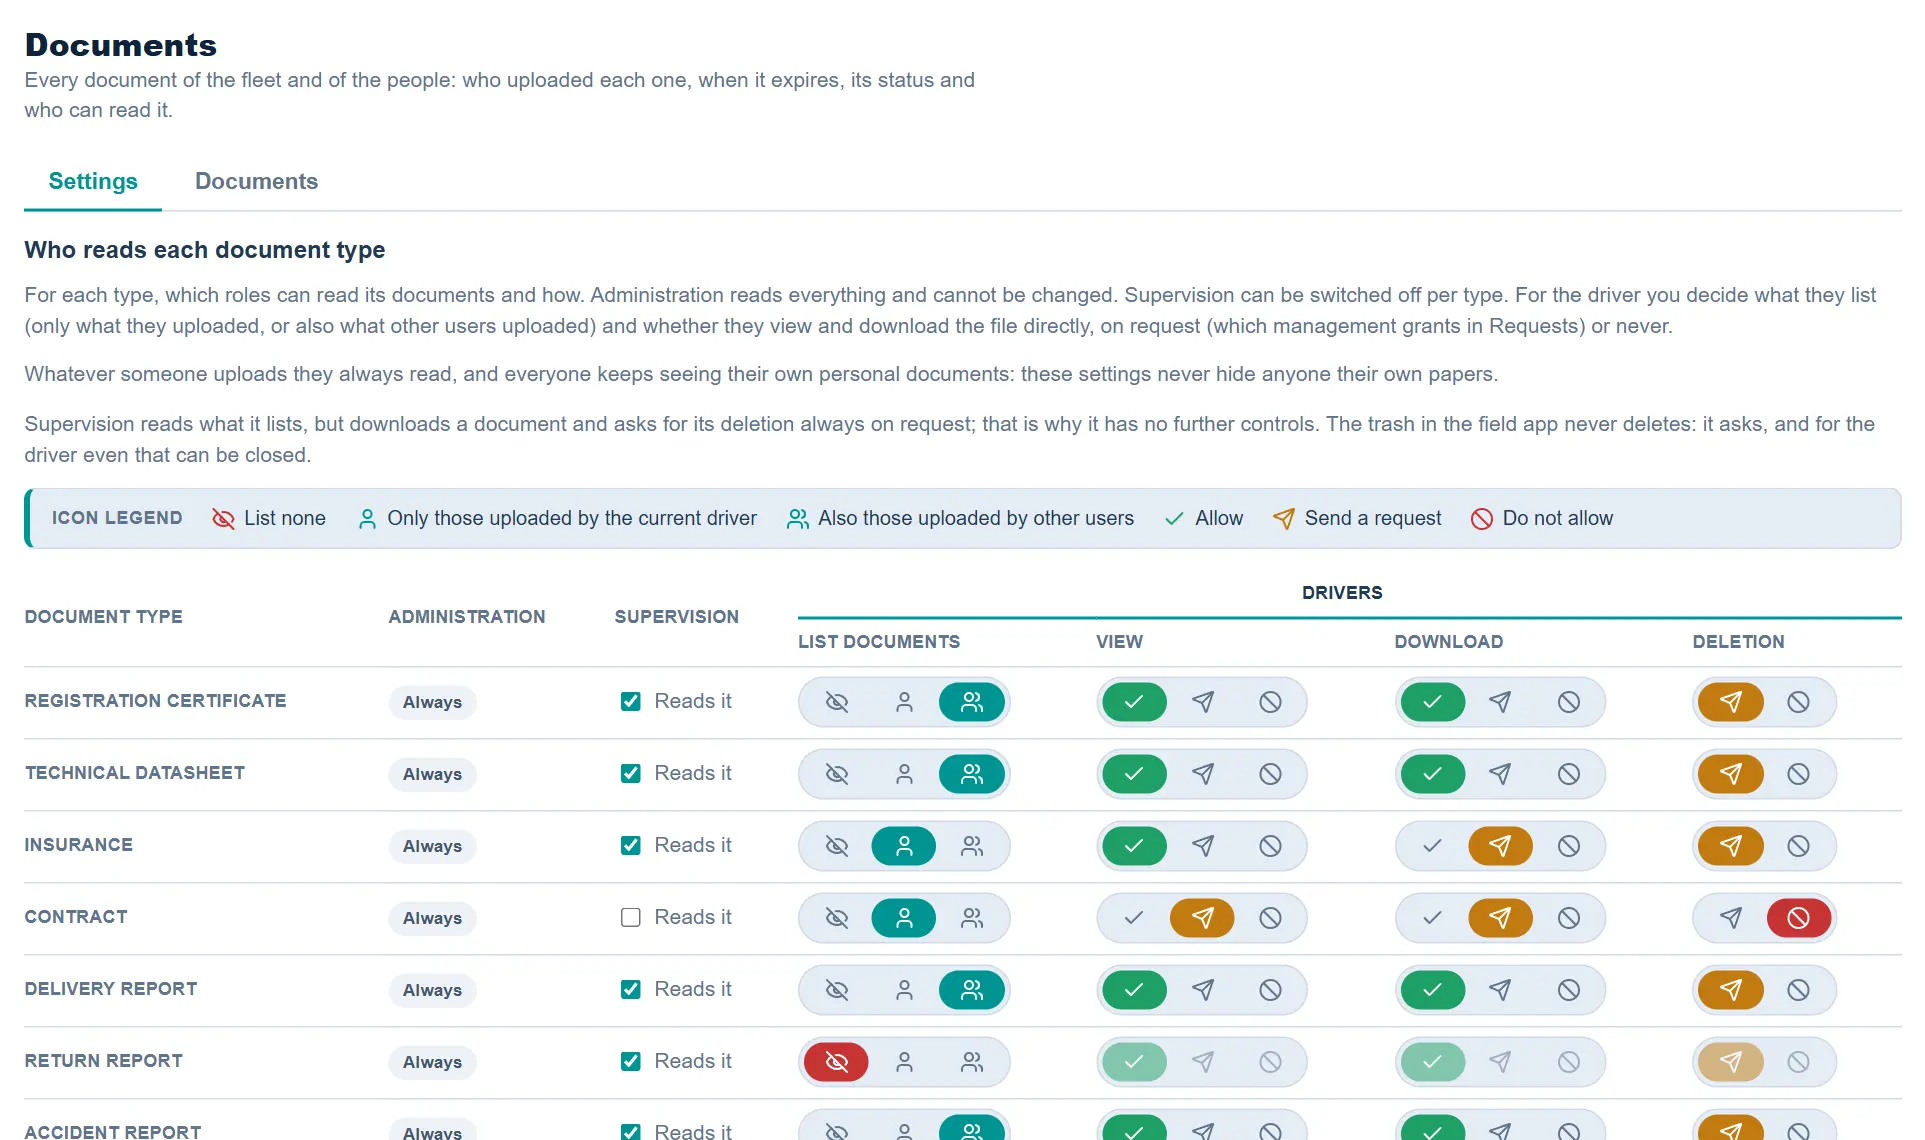 Documents
Every document of the fleet and of the people: who uploaded each one, when it expires, its status and
who can read it.
Settings Documents
Who reads each document type
For each type, which roles can read its documents and how. Administration reads everything and cannot be changed. Supervision can be switched off per type. For the driver you decide what they list
(only what they uploaded, or also what other users uploaded) and whether they view and download the file directly, on request (which management grants in Requests) or never.
Whatever someone uploads they always read, and everyone keeps seeing their own personal documents: these settings never hide anyone their own papers.
Supervision reads what it lists, but downloads a document and asks for its deletion always on request; that is why it has no further controls. The trash in the field app never deletes: it asks, and for the
driver even that can be closed.
ICON LEGEND List none Only those uploaded by the current driver Also those uploaded by other users Allow Send a request Do not allow
DRIVERS
DOCUMENT TYPE ADMINISTRATION SUPERVISION
LIST DOCUMENTS VIEW DOWNLOAD DELETION
REGISTRATION CERTIFICATE Always Reads it
TECHNICAL DATASHEET Always Reads it
INSURANCE Always Reads it
CONTRACT Always Reads it
DELIVERY REPORT Always Reads it
RETURN REPORT Always Reads it
ACCIDENT REPORT Always Reads it